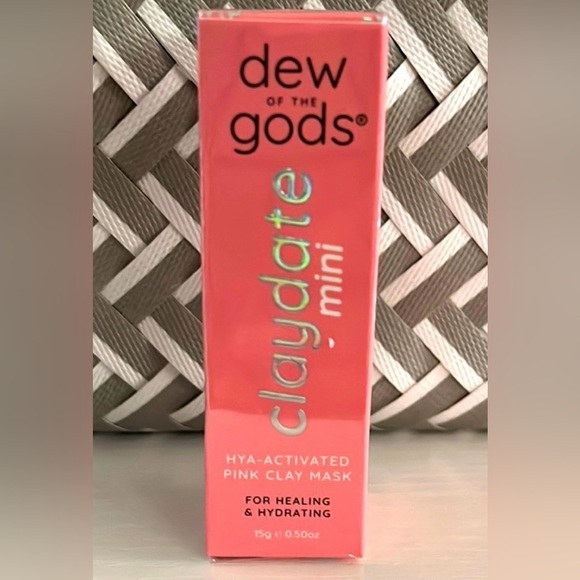 dew
OF THE
gods®
claydate
mini
HYA-ACTIVATED
PINK CLAY MASK
FOR HEALING
& HYDRATING
15g e 0.50oz